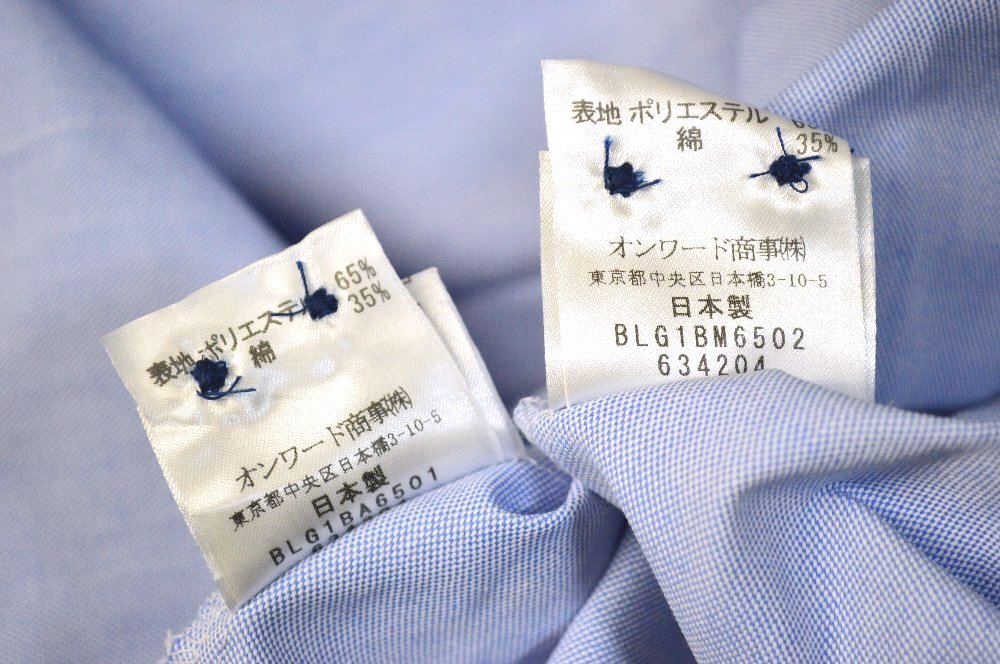 表地 ポリエステル 65%
綿 35%
オンワード商事㈱
東京都中央区日本橋3-10-5
日本製
BLG1BA6501
表地 ポリエステル
綿 35%
オンワード商事㈱
東京都中央区日本橋3-10-5
日本製
BLG1BM6502
634204